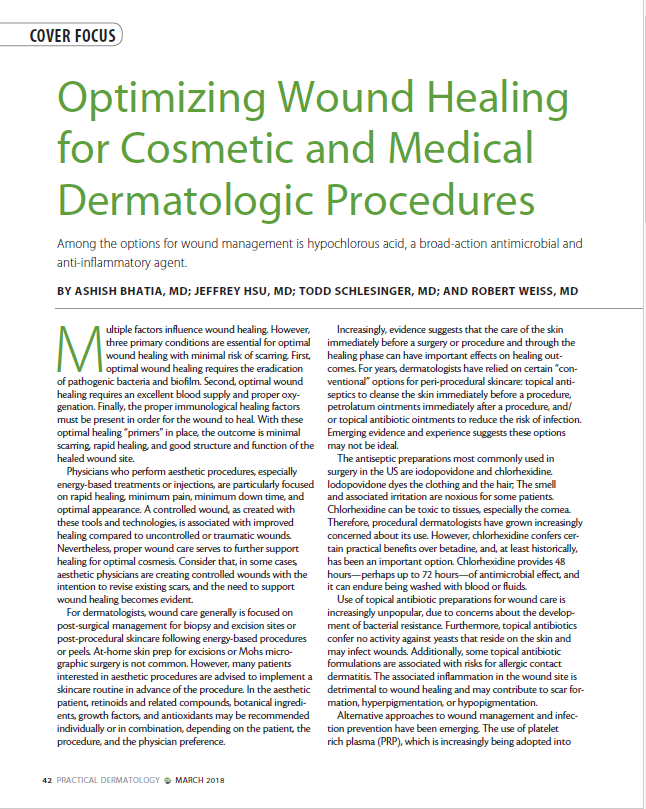 COVER FOCUS
Optimizing Wound Healing
for Cosmetic and Medical
Dermatologic Procedures
Among the options for wound management is hypochlorous acid, a broad-action antimicrobial and
anti-inflammatory agent.
BY ASHISH BHATIA, MD; JEFFREY HSU, MD; TODD SCHLESINGER, MD; AND ROBERT WEISS, MD
Multiple factors influence wound healing. However,
three primary conditions are essential for optimal
wound healing with minimal risk of scarring. First,
optimal wound healing requires the eradication
of pathogenic bacteria and biofilm. Second, optimal wound
healing requires an excellent blood supply and proper oxy-
genation. Finally, the proper immunological healing factors
must be present in order for the wound to heal. With these
optimal healing "primers" in place, the outcome is minimal
scarring, rapid healing, and good structure and function of the
healed wound site.
Physicians who perform aesthetic procedures, especially
energy-based treatments or injections, are particularly focused
on rapid healing, minimum pain, minimum down time, and
optimal appearance. A controlled wound, as created with
these tools and technologies, is associated with improved
healing compared to uncontrolled or traumatic wounds.
Nevertheless, proper wound care serves to further support
healing for optimal cosmesis. Consider that, in some cases,
aesthetic physicians are creating controlled wounds with the
intention to revise existing scars, and the need to support
wound healing becomes evident.
For dermatologists, wound care generally is focused on
post-surgical management for biopsy and excision sites or
post-procedural skincare following energy-based procedures
or peels. At-home skin prep for excisions or Mohs micro-
graphic surgery is not common. However, many patients
interested in aesthetic procedures are advised to implement a
skincare routine in advance of the procedure. In the aesthetic
patient, retinoids and related compounds, botanical ingredi-
ents, growth factors, and antioxidants may be recommended
individually or in combination, depending on the patient, the
procedure, and the physician preference.
Increasingly, evidence suggests that the care of the skin
immediately before a surgery or procedure and through the
healing phase can have important effects on healing out-
comes. For years, dermatologists have relied on certain "con-
ventional" options for peri-procedural skincare: topical anti-
septics to cleanse the skin immediately before a procedure,
petrolatum ointments immediately after a procedure, and/
or topical antibiotic ointments to reduce the risk of infection.
Emerging evidence and experience suggests these options
may not be ideal.
The antiseptic preparations most commonly used in
surgery in the US are iodopovidone and chlorhexidine.
Iodopovidone dyes the clothing and the hair; The smell
and associated irritation are noxious for some patients.
Chlorhexidine can be toxic to tissues, especially the cornea.
Therefore, procedural dermatologists have grown increasingly
concerned about its use. However, chlorhexidine confers cer-
tain practical benefits over betadine, and, at least historically,
has been an important option. Chlorhexidine provides 48
hours—perhaps up to 72 hours—of antimicrobial effect, and
it can endure being washed with blood or fluids.
Use of topical antibiotic preparations for wound care is
increasingly unpopular, due to concerns about the develop-
ment of bacterial resistance. Furthermore, topical antibiotics
confer no activity against yeasts that reside on the skin and
may infect wounds. Additionally, some topical antibiotic
formulations are associated with risks for allergic contact
dermatitis. The associated inflammation in the wound site is
detrimental to wound healing and may contribute to scar for-
mation, hyperpigmentation, or hypopigmentation.
Alternative approaches to wound management and infec-
tion prevention have been emerging. The use of platelet
rich plasma (PRP), which is increasingly being adopted into
42 PRACTICAL DERMATOLOGY MARCH 2018